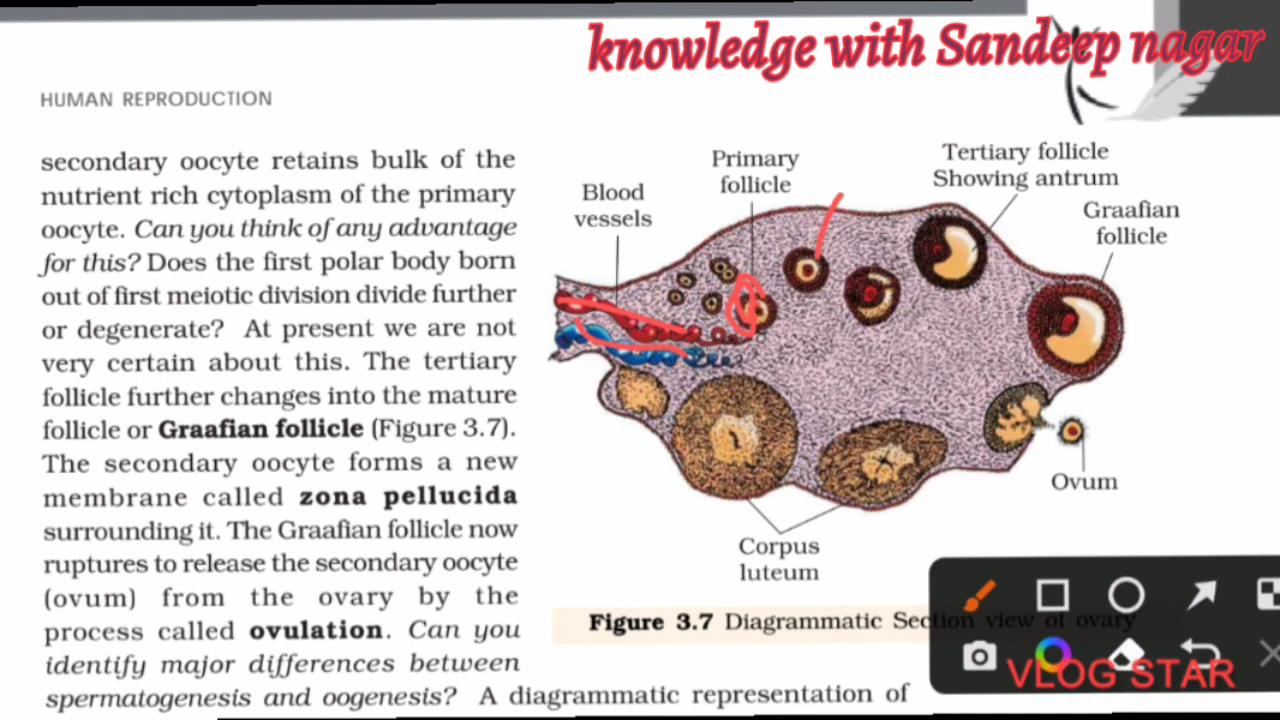 knowledge with Sandeep nagar
HUMAN REPRODUCTION
secondary oocyte retains bulk of the
nutrient rich cytoplasm of the primary
oocyte. Can you think of any advantage
for this? Does the first polar body born
out of first meiotic division divide further
or degenerate? At present we are not
very certain about this. The tertiary
follicle further changes into the mature
follicle or Graafian follicle (Figure 3.7).
The secondary oocyte forms a new
membrane called zona pellucida
surrounding it. The Graafian follicle now
ruptures to release the secondary oocyte
(ovum) from the ovary by the
process called ovulation. Can you
identify major differences between
spermatogenesis and oogenesis? A diagrammatic representation of
Blood
vessels
Primary
follicle
Tertiary follicle
Showing antrum
Graafian
follicle
Ovum
Corpus
luteum
Figure 3.7 Diagrammatic Section view of ovary
VLOG STAR